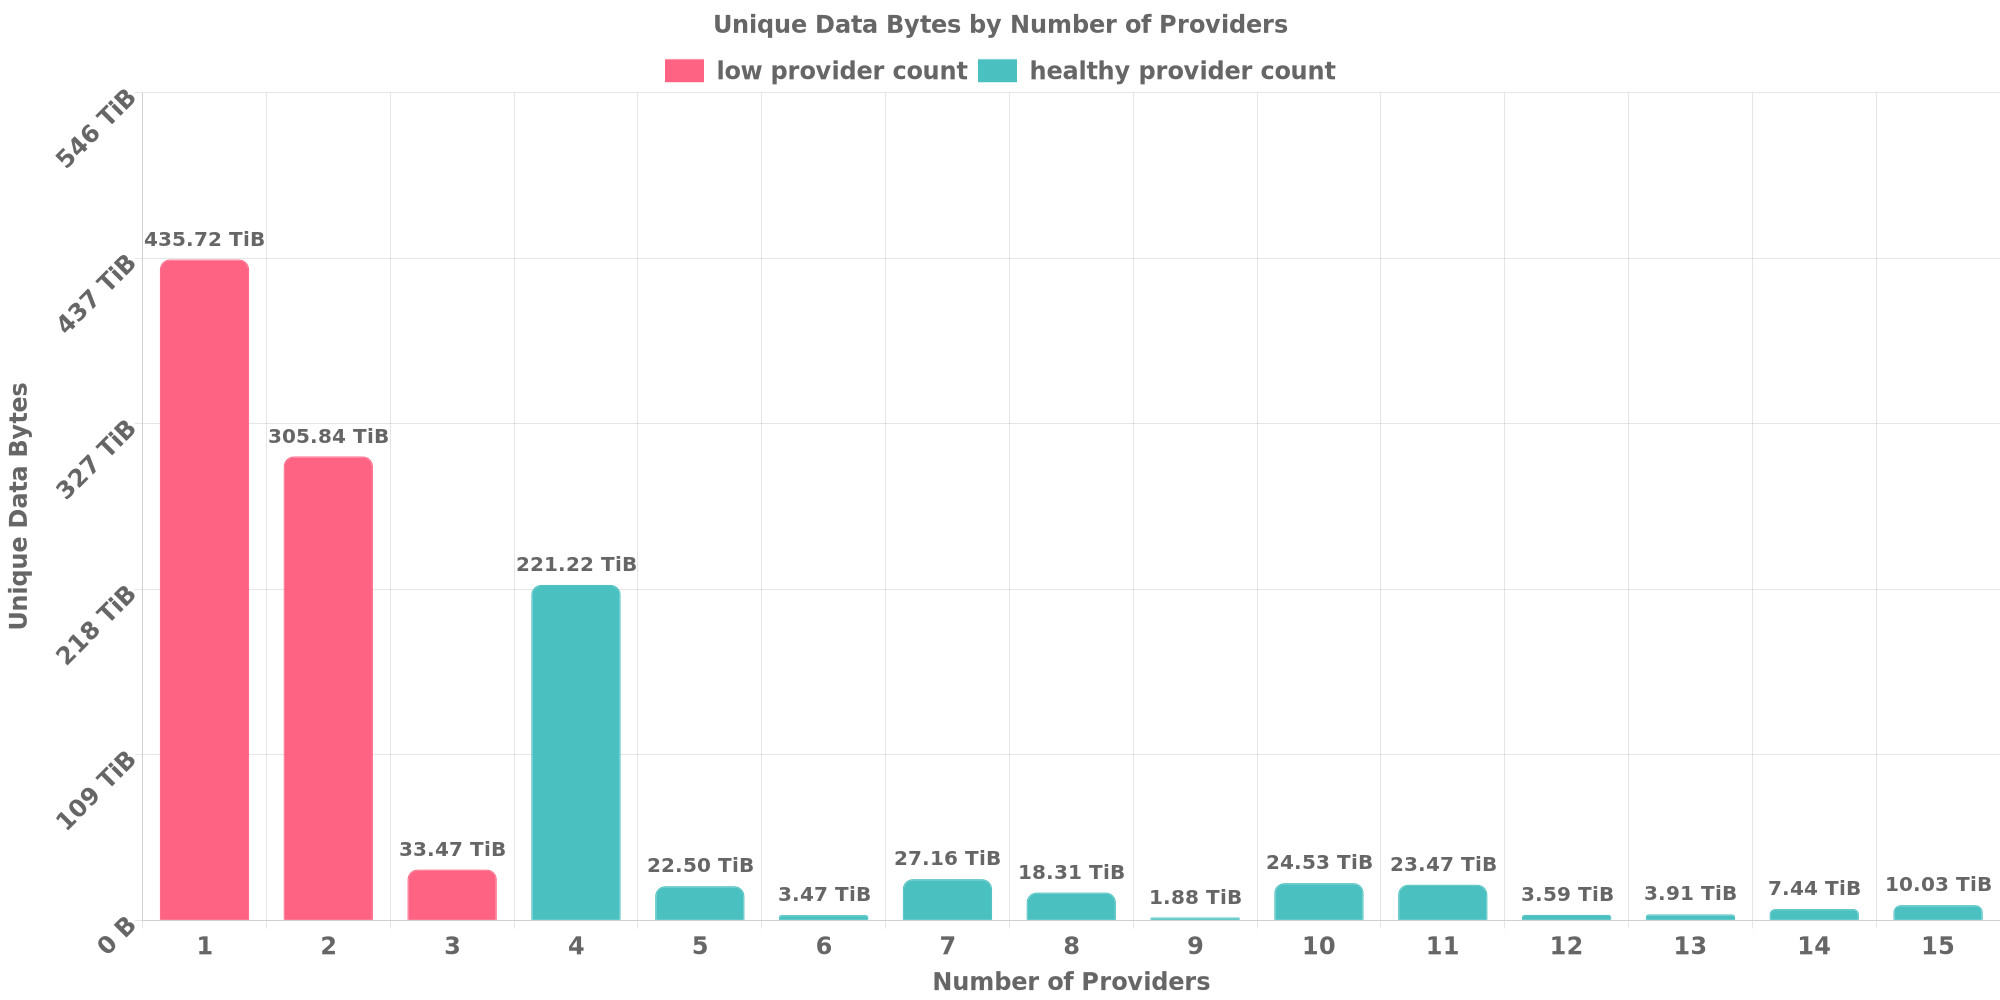 Unique Data Bytes by Number of Providers
low provider count healthy provider count
Unique Data Bytes
546 TiB
437 TiB
327 TiB
218 TiB
109 TiB
0 B
435.72 TiB
305.84 TiB
33.47 TiB
221.22 TiB
22.50 TiB
3.47 TiB
27.16 TiB
18.31 TiB
1.88 TiB
24.53 TiB
23.47 TiB
3.59 TiB
3.91 TiB
7.44 TiB
10.03 TiB
1 2 3 4 5 6 7 8 9 10 11 12 13 14 15
Number of Providers